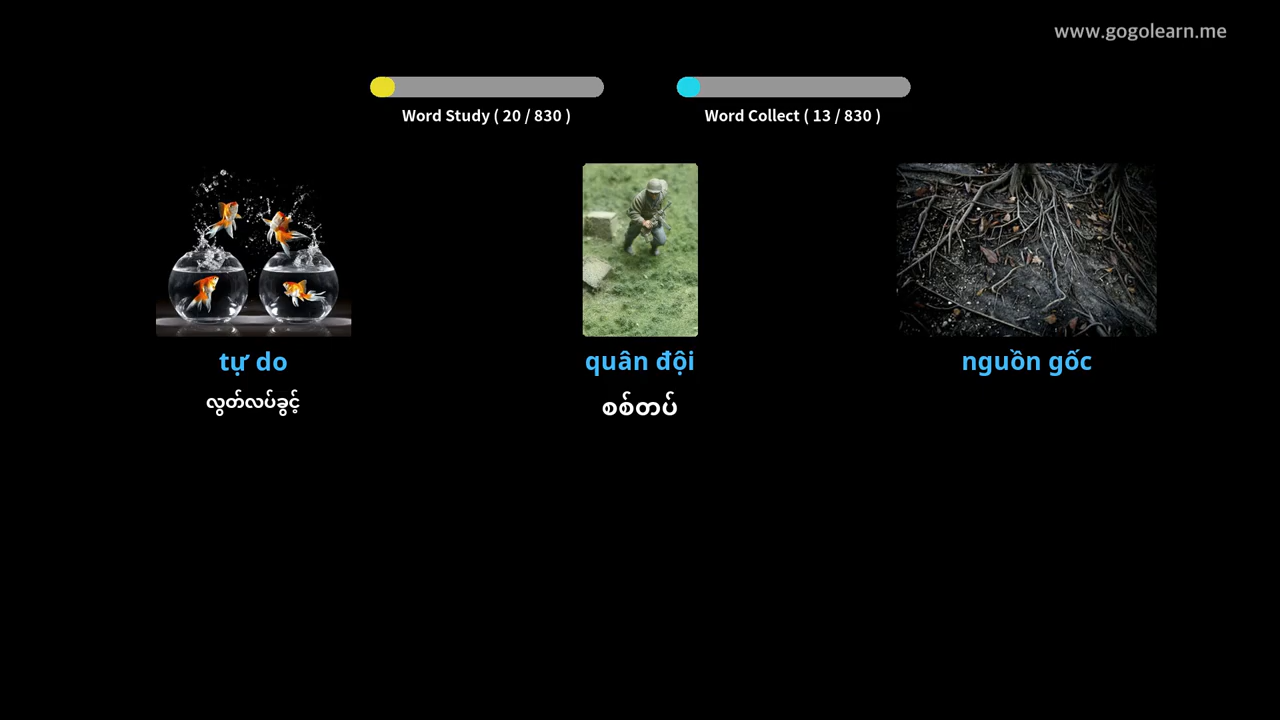 www.gogolearn.me
Word Study ( 20 / 830 )
Word Collect ( 13 / 830 )
tự do
quân đội
nguồn gốc
လွတ်လပ်ခွင့်
စစ်တပ်